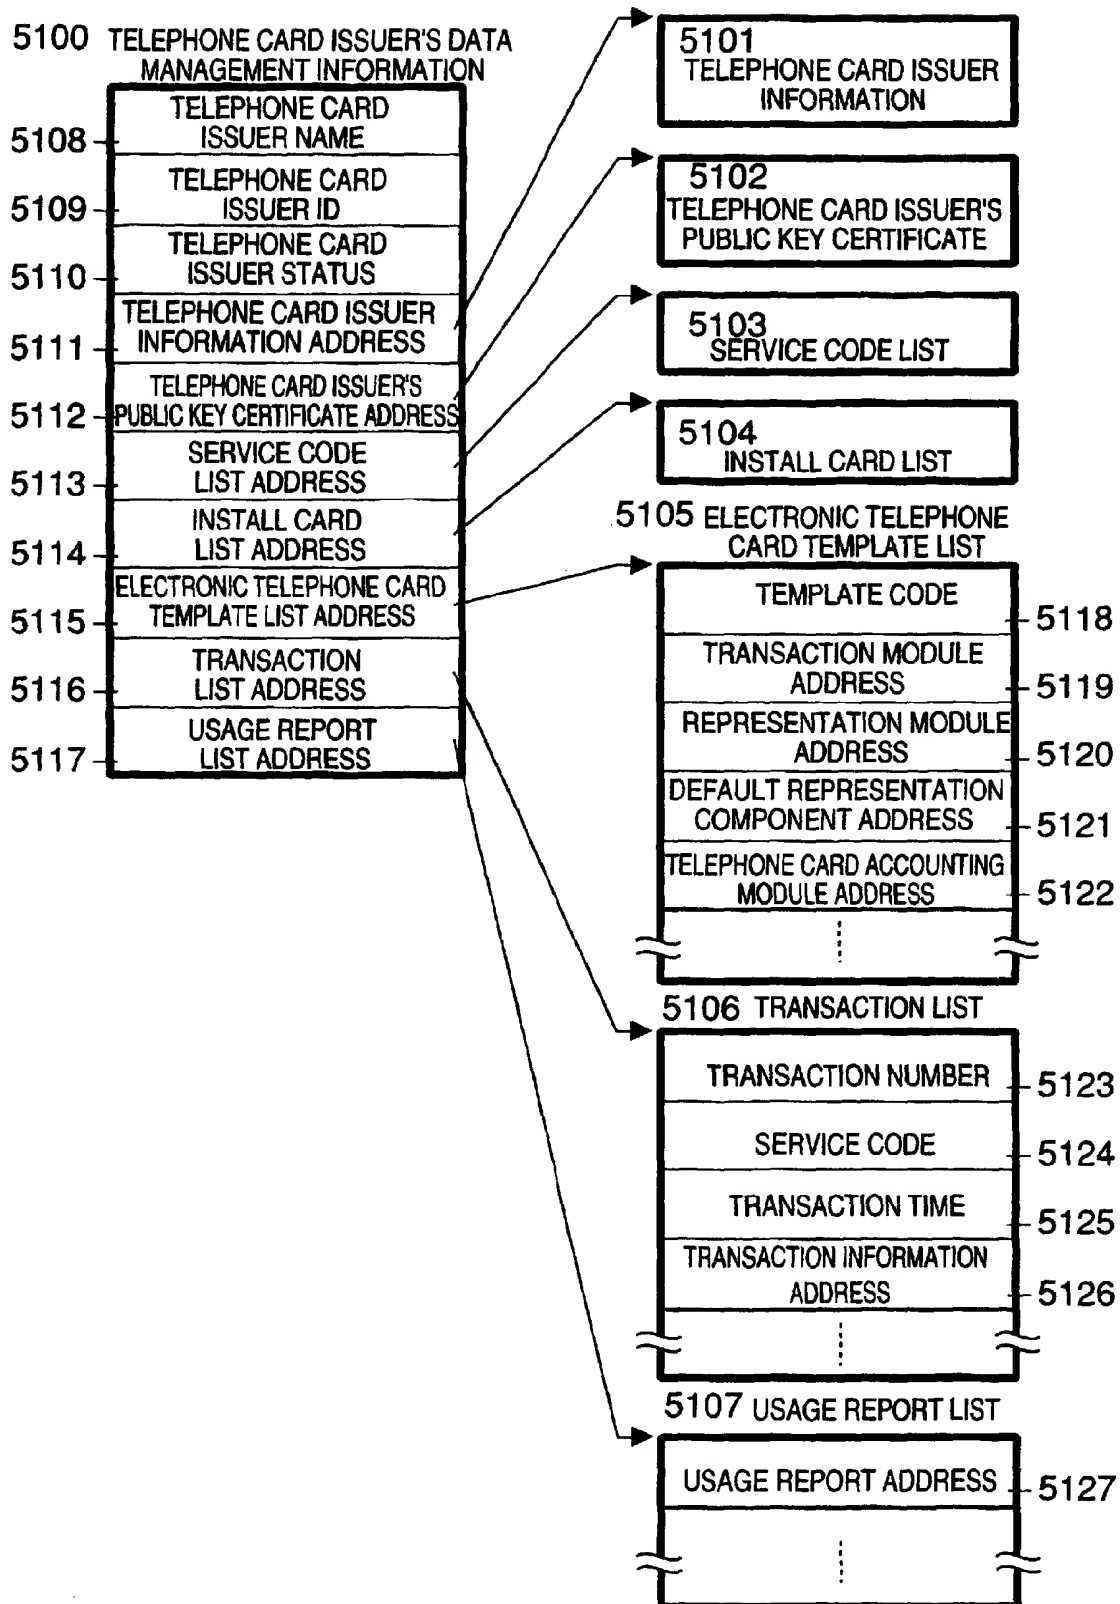 5100 TELEPHONE CARD ISSUER'S DATA
MANAGEMENT INFORMATION
TELEPHONE CARD
ISSUER NAME
5108
TELEPHONE CARD
ISSUER ID
5109
TELEPHONE CARD
ISSUER STATUS
5110
TELEPHONE CARD ISSUER
INFORMATION ADDRESS
5111
TELEPHONE CARD ISSUER'S
PUBLIC KEY CERTIFICATE ADDRESS
5112
SERVICE CODE
LIST ADDRESS
5113
INSTALL CARD
LIST ADDRESS
5114
ELECTRONIC TELEPHONE CARD
TEMPLATE LIST ADDRESS
5115
TRANSACTION
LIST ADDRESS
5116
USAGE REPORT
LIST ADDRESS
5117
5101
TELEPHONE CARD ISSUER
INFORMATION
5102
TELEPHONE CARD ISSUER'S
PUBLIC KEY CERTIFICATE
5103
SERVICE CODE LIST
5104
INSTALL CARD LIST
5105 ELECTRONIC TELEPHONE
CARD TEMPLATE LIST
TEMPLATE CODE
5118
TRANSACTION MODULE
ADDRESS
5119
REPRESENTATION MODULE
ADDRESS
5120
DEFAULT REPRESENTATION
COMPONENT ADDRESS
5121
TELEPHONE CARD ACCOUNTING
MODULE ADDRESS
5122
5106 TRANSACTION LIST
TRANSACTION NUMBER
5123
SERVICE CODE
5124
TRANSACTION TIME
5125
TRANSACTION INFORMATION
ADDRESS
5126
5107 USAGE REPORT LIST
USAGE REPORT ADDRESS
5127